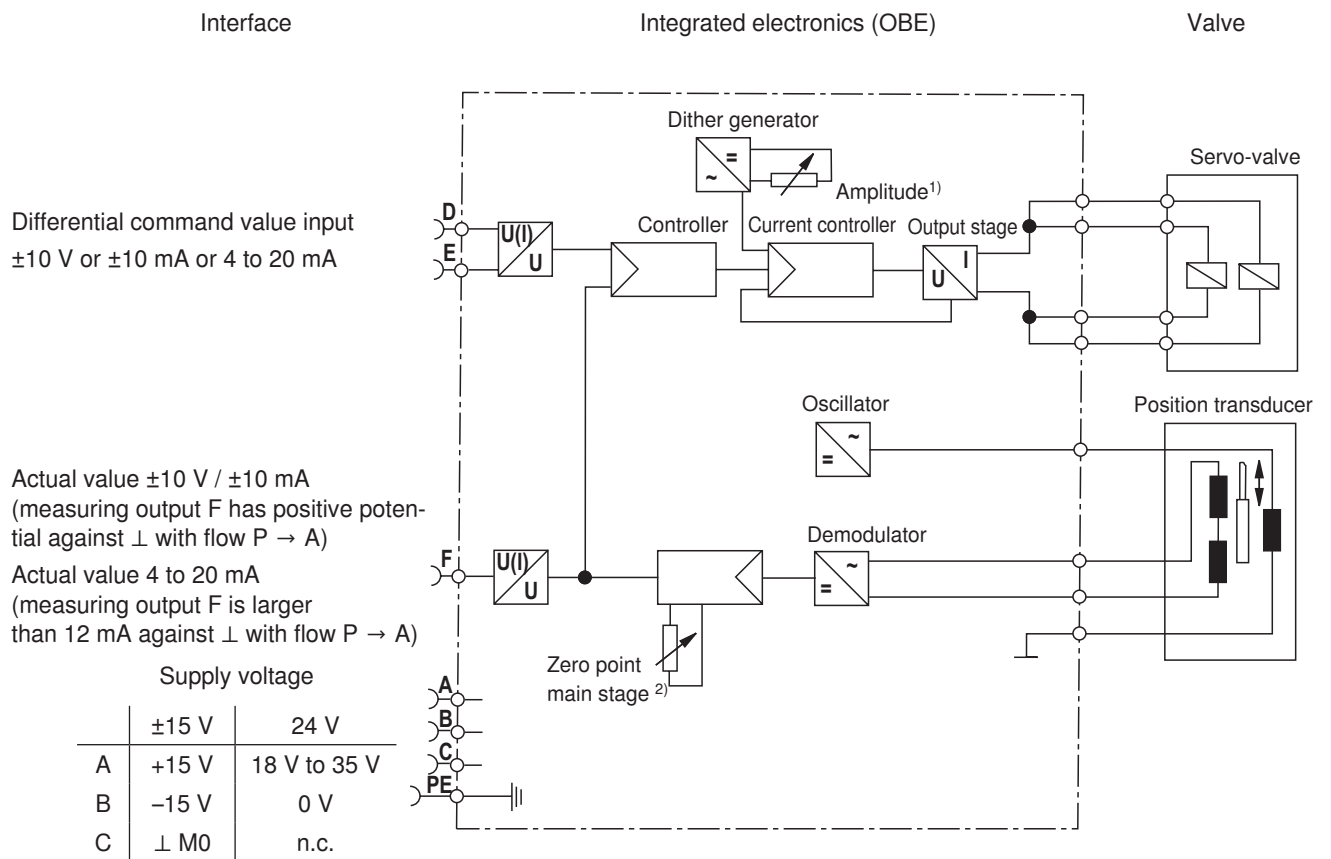 Interface
Integrated electronics (OBE)
Valve
Dither generator
=
~
Amplitude1)
Servo-valve
Differential command value input
±10 V or ±10 mA or 4 to 20 mA
D
E
U(I)
U
Controller
Current controller
Output stage
I
U
Oscillator
~
=
Position transducer
Actual value ±10 V / ±10 mA
(measuring output F has positive poten-
tial against ⊥ with flow P → A)
Actual value 4 to 20 mA
(measuring output F is larger
than 12 mA against ⊥ with flow P → A)
F
U(I)
U
Demodulator
~
=
Zero point
main stage 2)
Supply voltage
±15 V 24 V
A +15 V 18 V to 35 V
B –15 V 0 V
C ⊥ M0 n.c.
A
B
C
PE